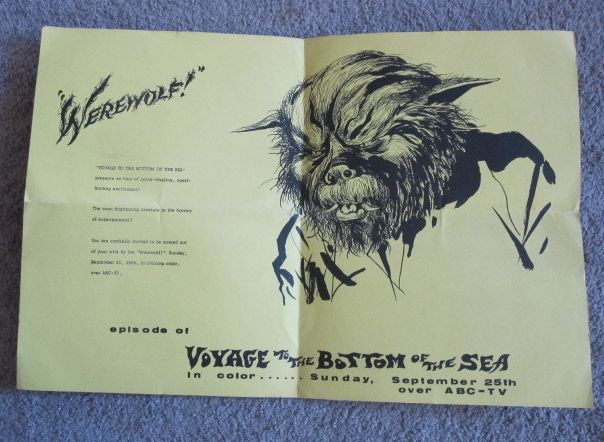 "WEREWOLF!"
"VOYAGE TO THE BOTTOM OF THE SEA"
presents an hour of spine-tingling, spell-
binding excitement!
The most frightening creature in the history
of entertainment!
You are cordially invited to be scared out
of your wits by the "Werewolf!" Sunday,
September 25, 1966, in chilling color,
over ABC-TV.
episode of
VOYAGE TO THE BOTTOM OF THE SEA
In color...... Sunday, September 25th
over ABC-TV